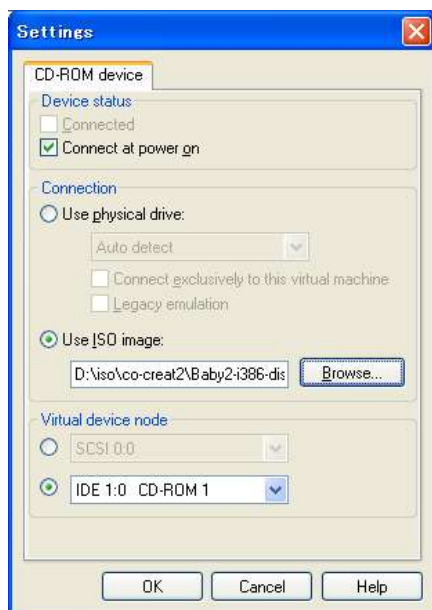 Settings
CD-ROM device
Device status
Connected
Connect at power on
Connection
Use physical drive:
Auto detect
Connect exclusively to this virtual machine
Legacy emulation
Use ISO image:
D:\iso\co-creat2\Baby2-i386-dis
Browse...
Virtual device node
SCSI 0:0
IDE 1:0 CD-ROM 1
OK
Cancel
Help